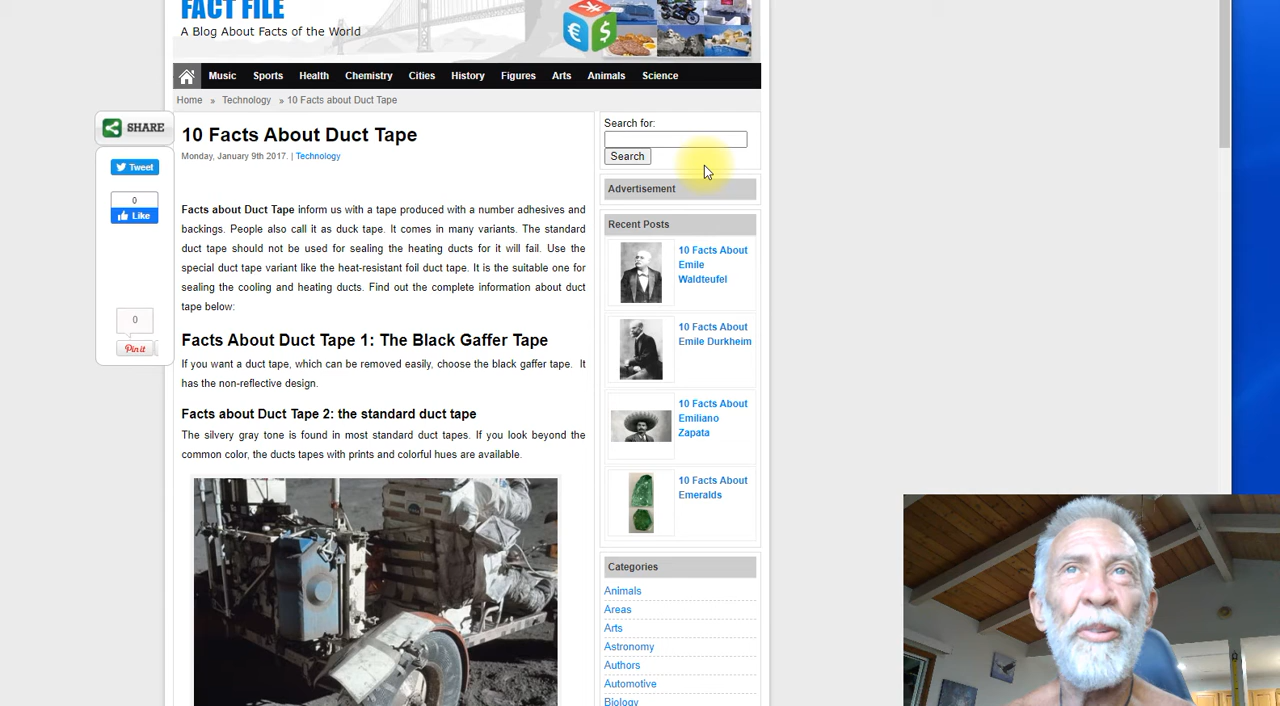 FACT FILE
A Blog About Facts of the World
€ $
Music Sports Health Chemistry Cities History Figures Arts Animals Science
Home » Technology » 10 Facts about Duct Tape
SHARE
Tweet
0
Like
0
Pin it
10 Facts About Duct Tape
Monday, January 9th 2017. | Technology
Facts about Duct Tape inform us with a tape produced with a number adhesives and
backings. People also call it as duck tape. It comes in many variants. The standard
duct tape should not be used for sealing the heating ducts for it will fail. Use the
special duct tape variant like the heat-resistant foil duct tape. It is the suitable one for
sealing the cooling and heating ducts. Find out the complete information about duct
tape below:
Facts About Duct Tape 1: The Black Gaffer Tape
If you want a duct tape, which can be removed easily, choose the black gaffer tape. It
has the non-reflective design.
Facts about Duct Tape 2: the standard duct tape
The silvery gray tone is found in most standard duct tapes. If you look beyond the
common color, the ducts tapes with prints and colorful hues are available.
Search for:
Search
Advertisement
Recent Posts
10 Facts About
Emile
Waldteufel
10 Facts About
Emile Durkheim
10 Facts About
Emiliano
Zapata
10 Facts About
Emeralds
Categories
Animals
Areas
Arts
Astronomy
Authors
Automotive
Biology